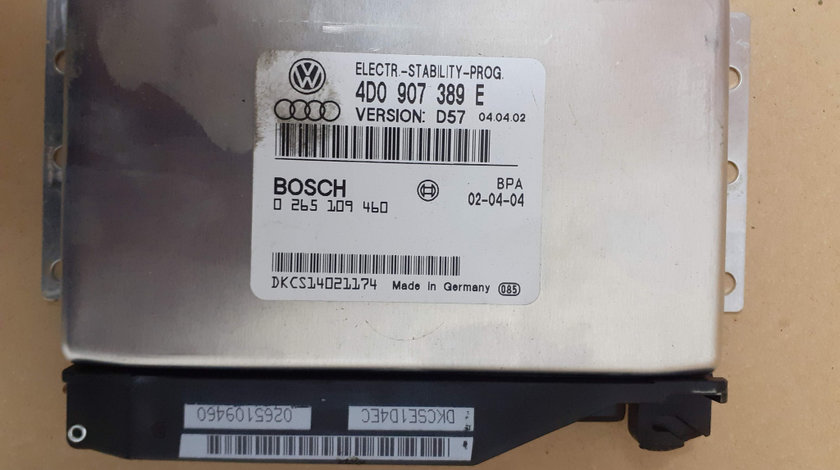 ELECTR.-STABILITY-PROG.
4D0 907 389 E
VERSION: D57 04.04.02
BOSCH
BPA
0 265 109 460
02-04-04
DKCS14021174 Made in Germany 085
0265109460 DKCSE1D4EC